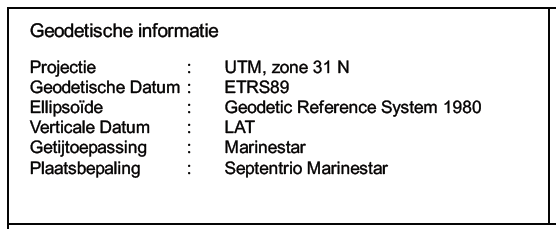 Geodetische informatie
Projectie : UTM, zone 31 N
Geodetische Datum : ETRS89
Ellipsoïde : Geodetic Reference System 1980
Verticale Datum : LAT
Getijtoepassing : Marinestar
Plaatsbepaling : Septentrio Marinestar